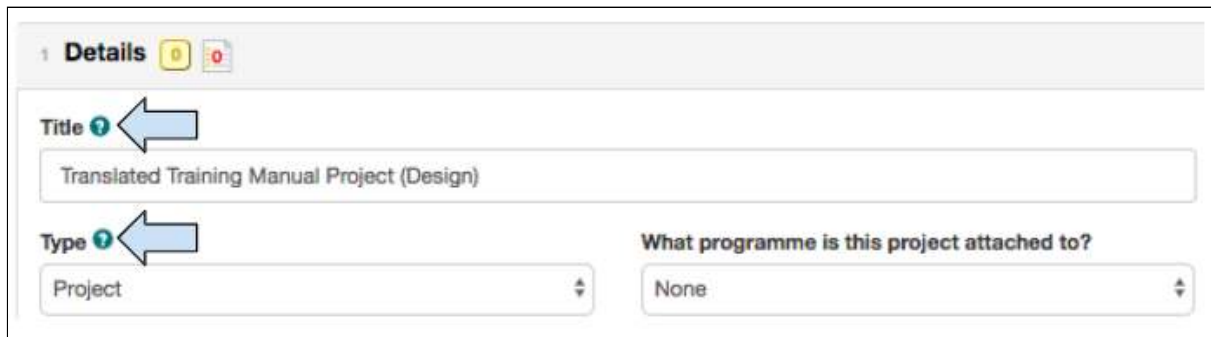 1 Details 0 0
Title ?
Translated Training Manual Project (Design)
Type ? What programme is this project attached to?
Project None